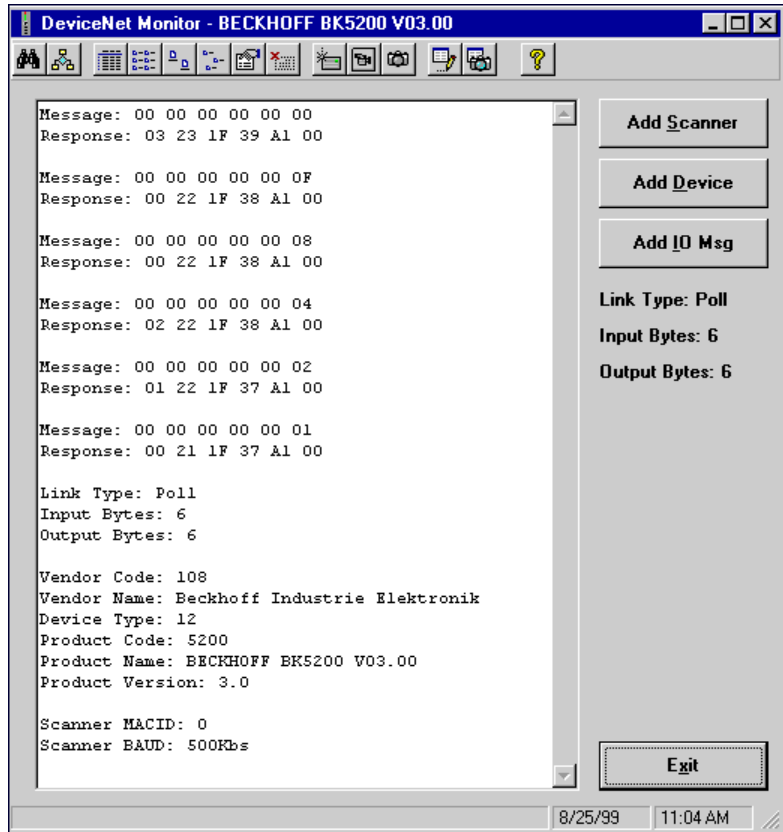 DeviceNet Monitor - BECKHOFF BK5200 V03.00
Message: 00 00 00 00 00 00
Response: 03 23 1F 39 A1 00
Message: 00 00 00 00 00 0F
Response: 00 22 1F 38 A1 00
Message: 00 00 00 00 00 08
Response: 00 22 1F 38 A1 00
Message: 00 00 00 00 00 04
Response: 02 22 1F 38 A1 00
Message: 00 00 00 00 00 02
Response: 01 22 1F 37 A1 00
Message: 00 00 00 00 00 01
Response: 00 21 1F 37 A1 00
Link Type: Poll
Input Bytes: 6
Output Bytes: 6
Vendor Code: 108
Vendor Name: Beckhoff Industrie Elektronik
Device Type: 12
Product Code: 5200
Product Name: BECKHOFF BK5200 V03.00
Product Version: 3.0
Scanner MACID: 0
Scanner BAUD: 500Kbs
Add Scanner
Add Device
Add IO Msg
Link Type: Poll
Input Bytes: 6
Output Bytes: 6
Exit
8/25/99
11:04 AM